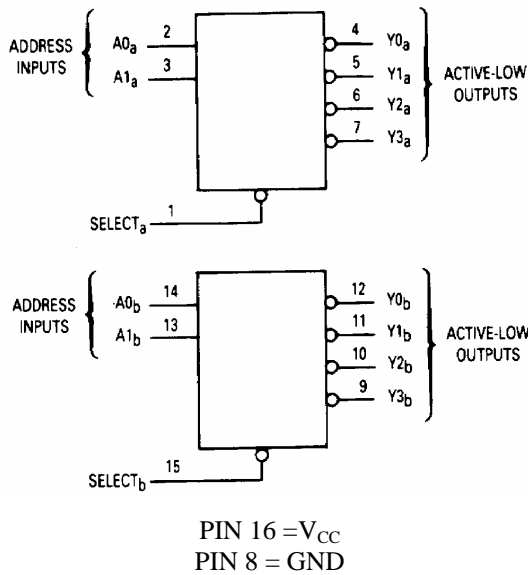 ADDRESS
INPUTS
A0a 2
A1a 3
4 Y0a
5 Y1a
6 Y2a
7 Y3a
ACTIVE-LOW
OUTPUTS
SELECTa 1
ADDRESS
INPUTS
A0b 14
A1b 13
12 Y0b
11 Y1b
10 Y2b
9 Y3b
ACTIVE-LOW
OUTPUTS
SELECTb 15
PIN 16 =VCC
PIN 8 = GND